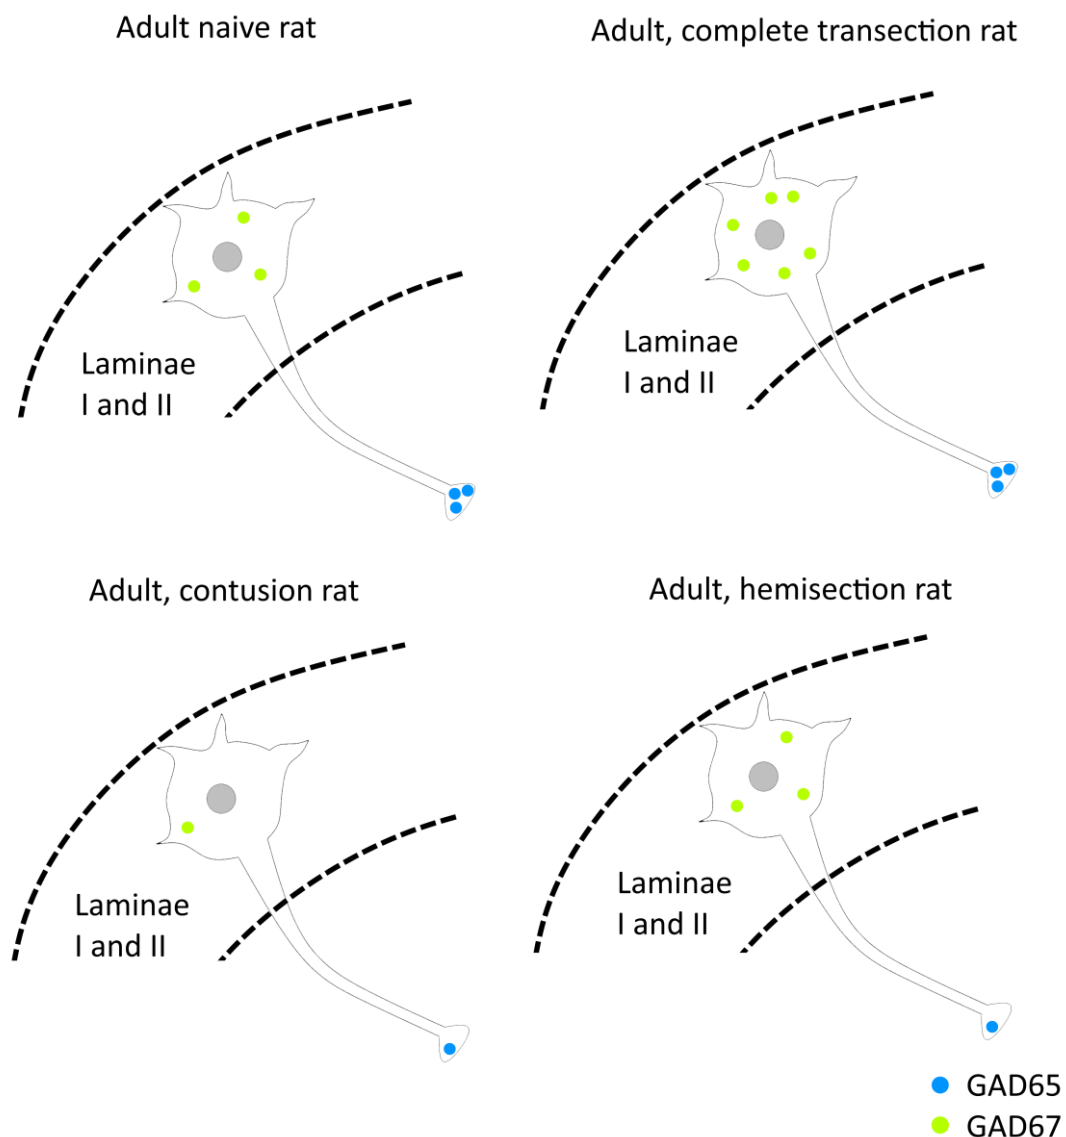 Adult naive rat
Adult, complete transection rat
Laminae
I and II
Laminae
I and II
Adult, contusion rat
Adult, hemisection rat
Laminae
I and II
Laminae
I and II
GAD65
GAD67